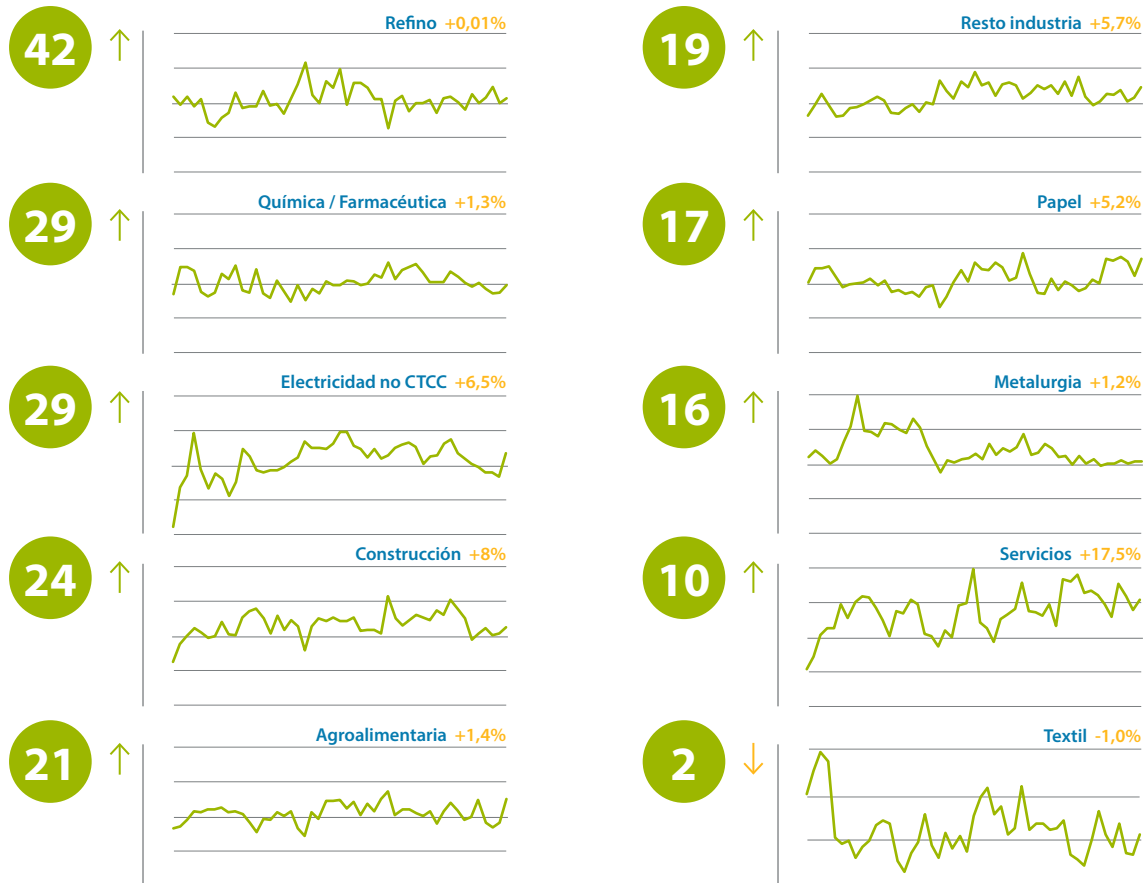 42
Refino +0,01%
29
Química / Farmacéutica +1,3%
29
Electricidad no CTCC +6,5%
24
Construcción +8%
21
Agroalimentaria +1,4%
19
Resto industria +5,7%
17
Papel +5,2%
16
Metalurgia +1,2%
10
Servicios +17,5%
2
Textil -1,0%